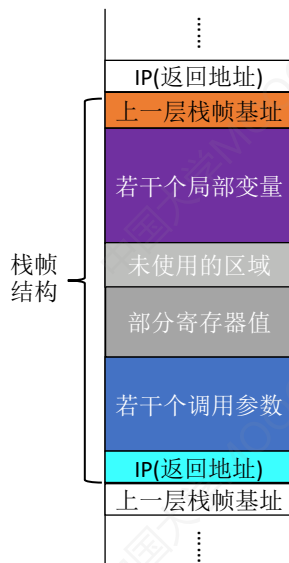 ⋮
IP(返回地址)
上一层栈帧基址
若干个局部变量
未使用的区域
栈帧
结构
部分寄存器值
若干个调用参数
IP(返回地址)
上一层栈帧基址
⋮